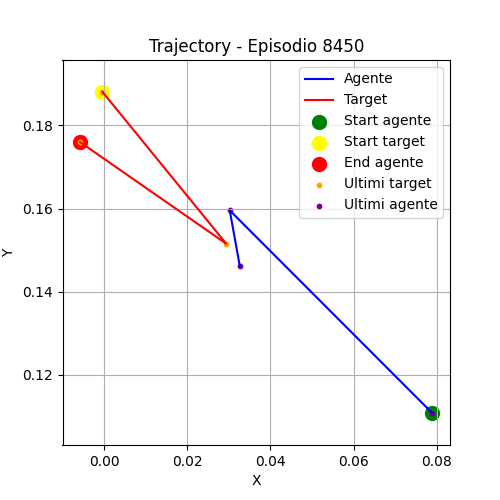 Trajectory - Episodio 8450
Agente
Target
Start agente
Start target
End agente
Ultimi target
Ultimi agente
0.18
0.16
0.14
0.12
Y
0.00
0.02
0.04
0.06
0.08
X